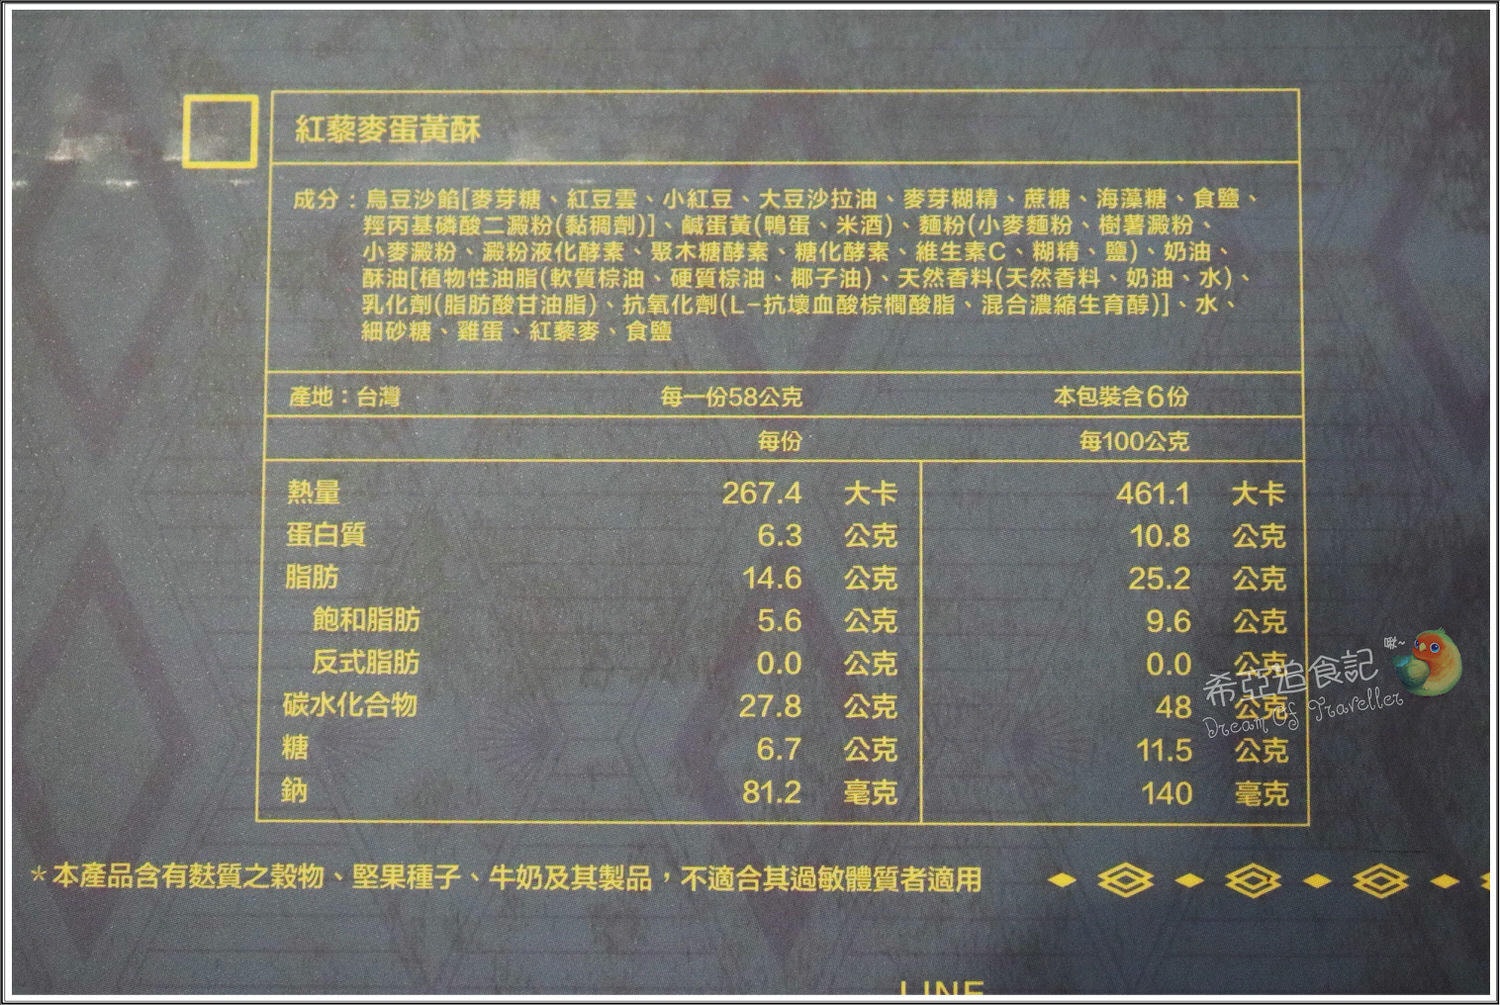 紅藜麥蛋黃酥
成分：烏豆沙餡[麥芽糖、紅豆雲、小紅豆、大豆沙拉油、麥芽糊精、蔗糖、海藻糖、食鹽、
羥丙基磷酸二澱粉(黏稠劑)]、鹹蛋黃(鴨蛋、米酒)、麵粉(小麥麵粉、樹薯澱粉、
小麥澱粉、澱粉液化酵素、聚木糖酵素、糖化酵素、維生素C、糊精、鹽)、奶油、
酥油[植物性油脂(軟質棕油、硬質棕油、椰子油)、天然香料(天然香料、奶油、水)、
乳化劑(脂肪酸甘油脂)、抗氧化劑(L-抗壞血酸棕櫚酸脂、混合濃縮生育醇)]、水、
細砂糖、雞蛋、紅藜麥、食鹽
產地：台灣 每一份58公克 本包裝含6份
每份 每100公克
熱量 267.4 大卡 461.1 大卡
蛋白質 6.3 公克 10.8 公克
脂肪 14.6 公克 25.2 公克
飽和脂肪 5.6 公克 9.6 公克
反式脂肪 0.0 公克 0.0 公克
碳水化合物 27.8 公克 48 公克
糖 6.7 公克 11.5 公克
鈉 81.2 毫克 140 毫克
希亞追食記
Dream Of Traveller
*本產品含有麩質之穀物、堅果種子、牛奶及其製品，不適合其過敏體質者適用
LINE